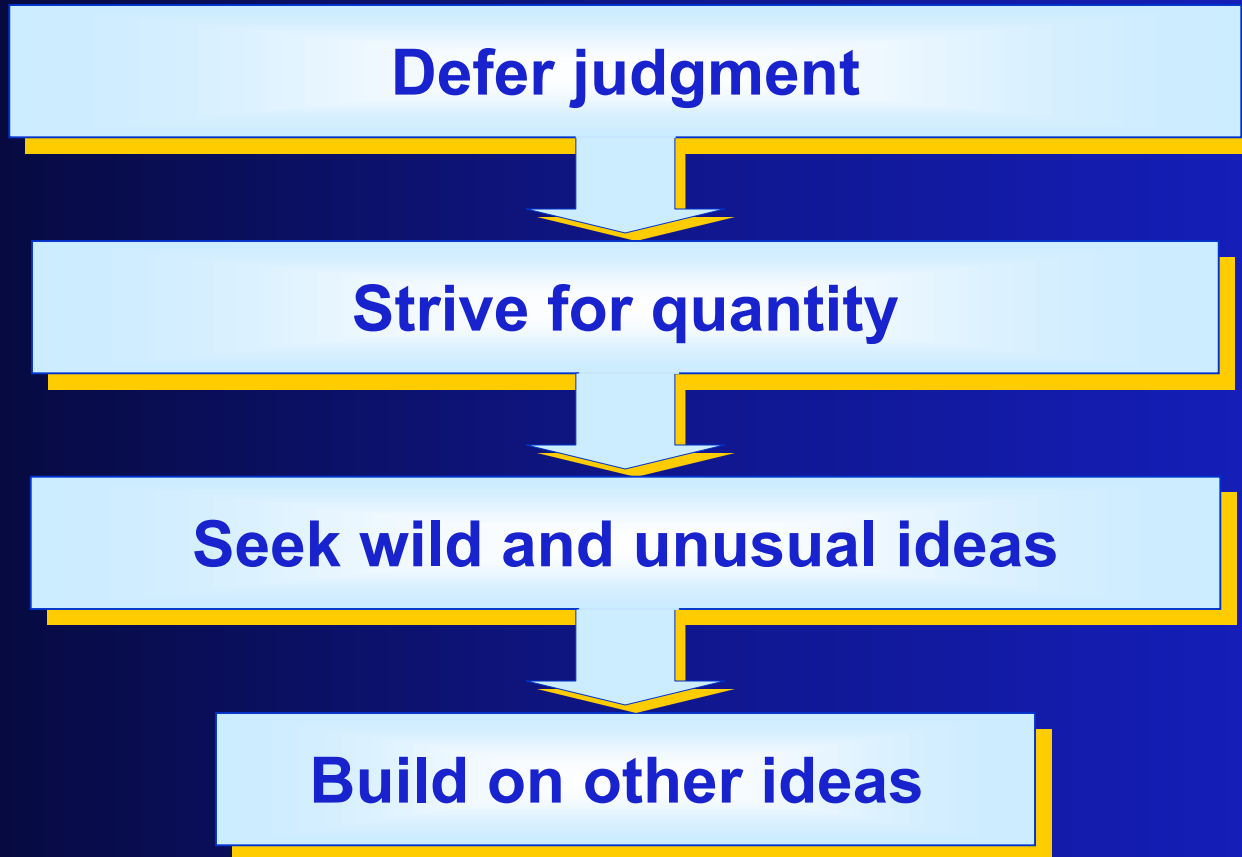 Defer judgment
Strive for quantity
Seek wild and unusual ideas
Build on other ideas